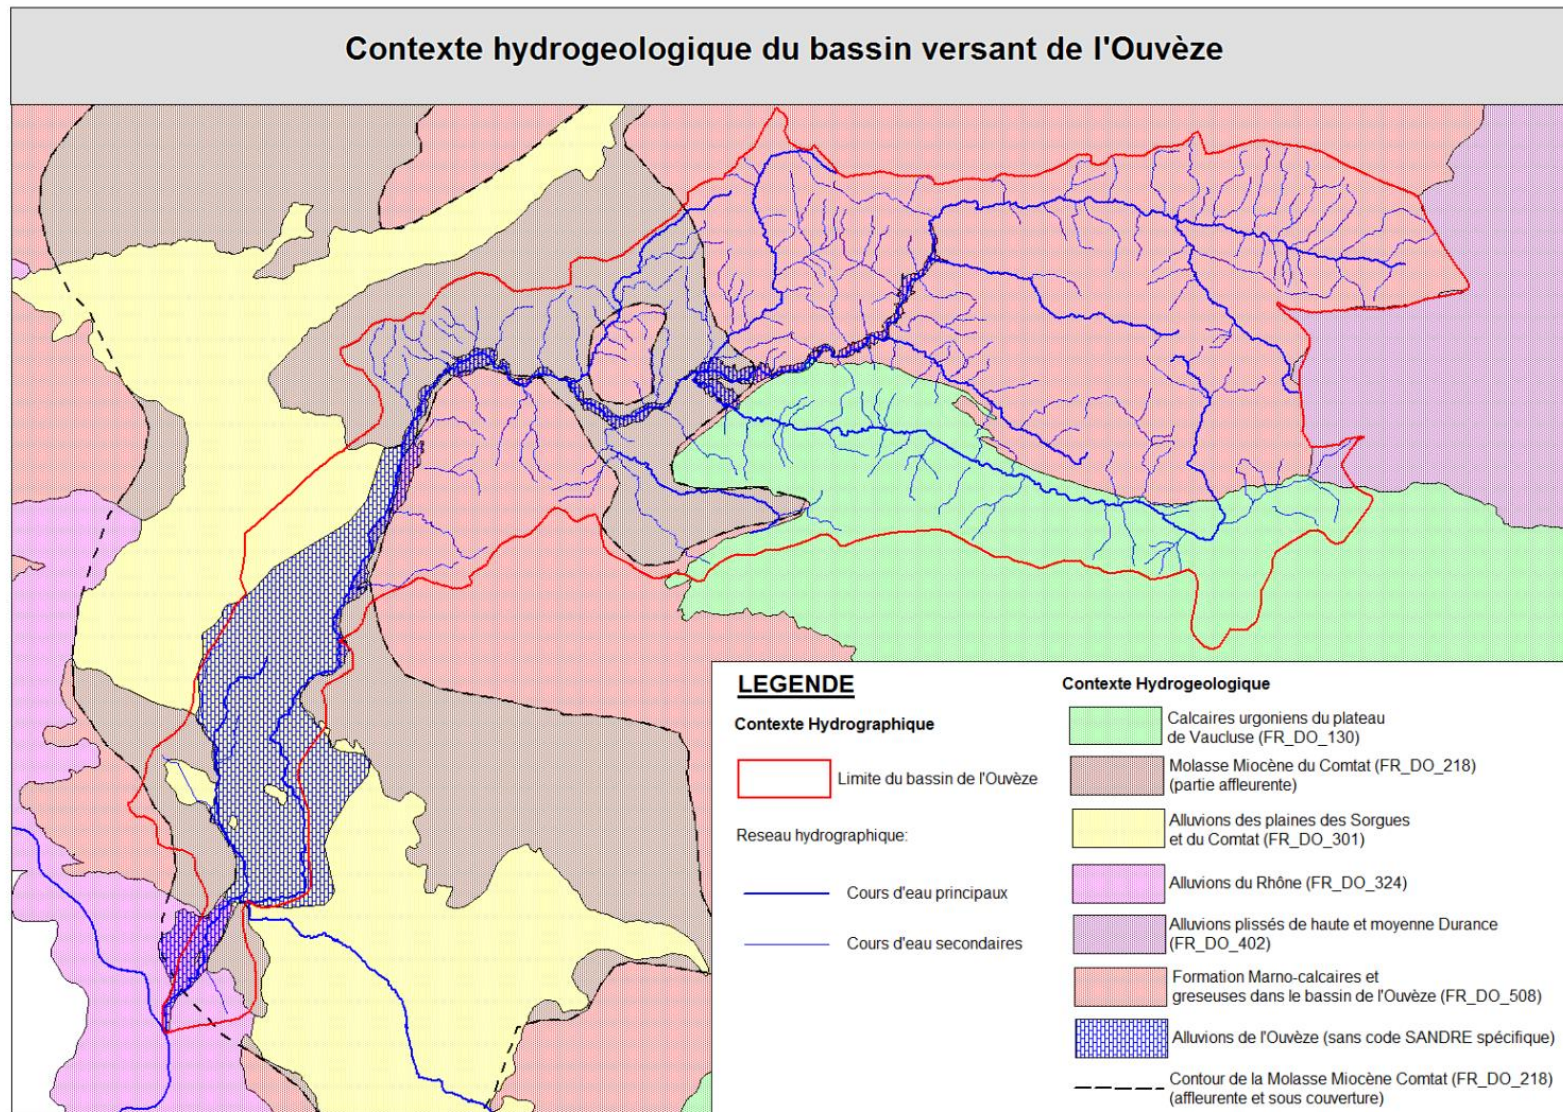 Contexte hydrogeologique du bassin versant de l'Ouvèze
LEGENDE
Contexte Hydrographique
Limite du bassin de l'Ouvèze
Reseau hydrographique:
Cours d'eau principaux
Cours d'eau secondaires
Contexte Hydrogeologique
Calcaires urgoniens du plateau
de Vaucluse (FR_DO_130)
Molasse Miocène du Comtat (FR_DO_218)
(partie affleurente)
Alluvions des plaines des Sorgues
et du Comtat (FR_DO_301)
Alluvions du Rhône (FR_DO_324)
Alluvions plissés de haute et moyenne Durance
(FR_DO_402)
Formation Marno-calcaires et
greseuses dans le bassin de l'Ouvèze (FR_DO_508)
Alluvions de l'Ouvèze (sans code SANDRE spécifique)
Contour de la Molasse Miocène Comtat (FR_DO_218)
(affleurente et sous couverture)